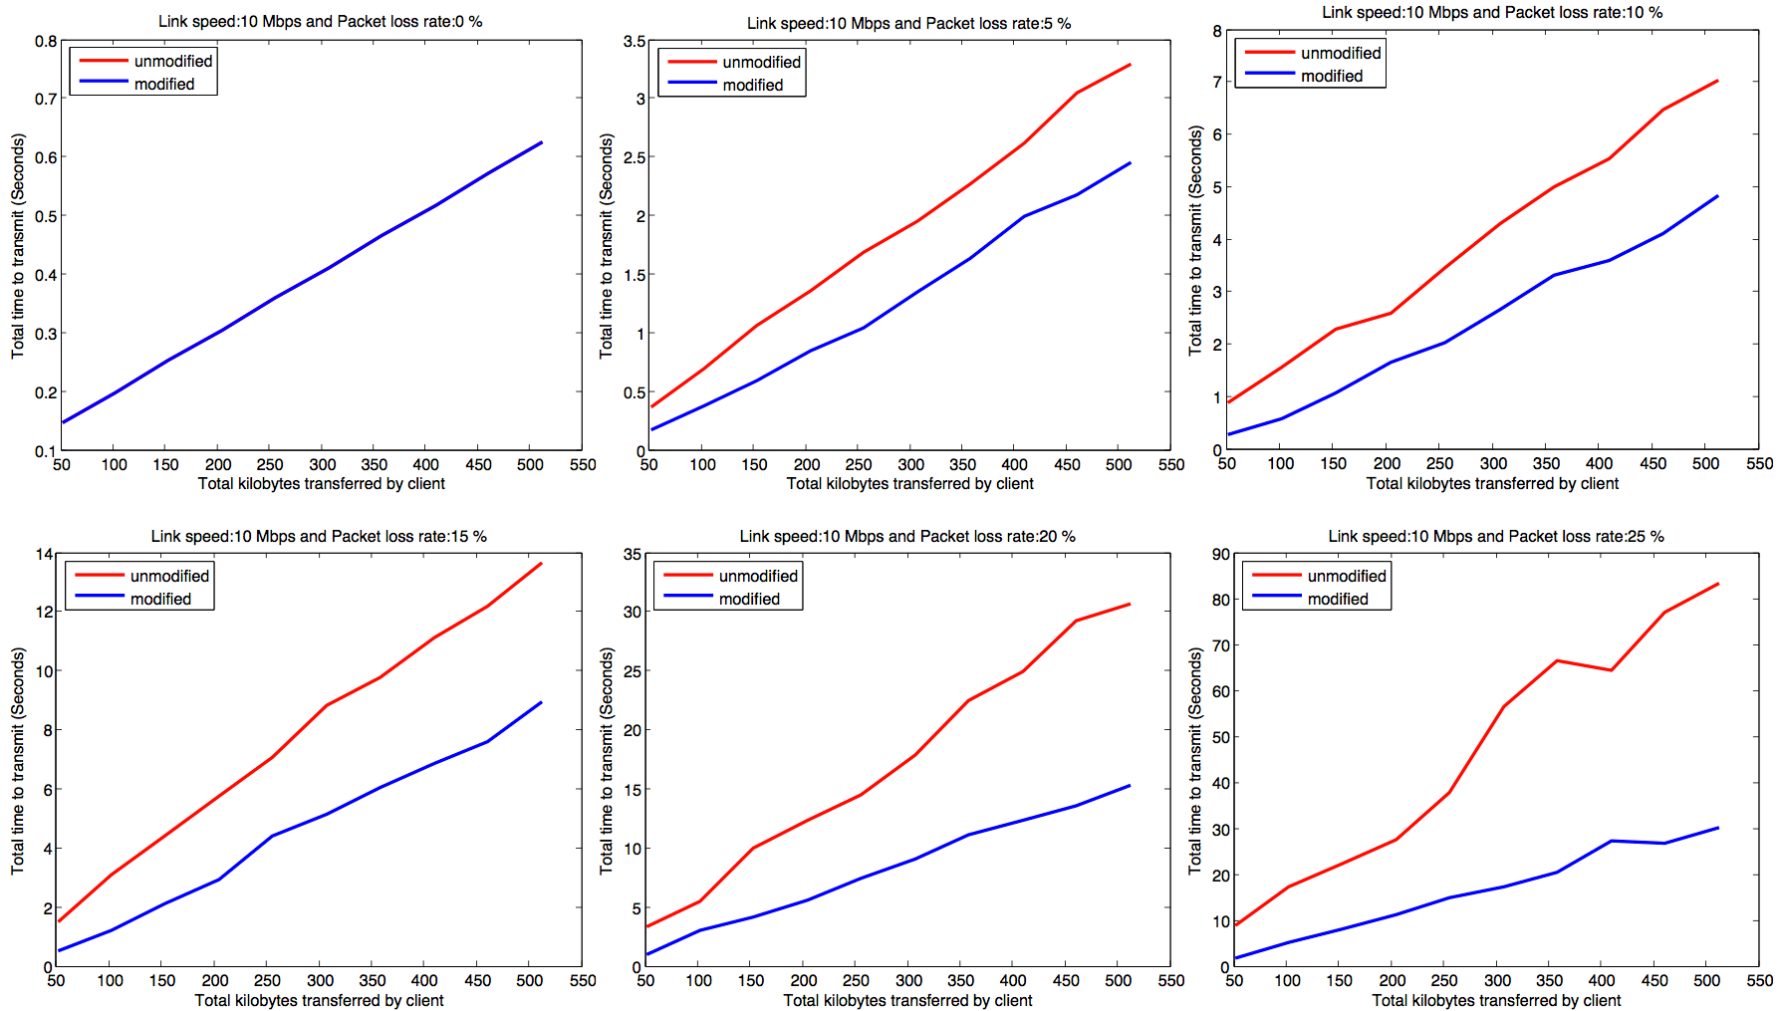 Link speed:10 Mbps and Packet loss rate:0 %
0.8
0.7
0.6
0.5
0.4
0.3
0.2
0.1
Total time to transmit (Seconds)
unmodified
modified
50 100 150 200 250 300 350 400 450 500 550
Total kilobytes transferred by client
Link speed:10 Mbps and Packet loss rate:5 %
3.5
3
2.5
2
1.5
1
0.5
0
Total time to transmit (Seconds)
unmodified
modified
50 100 150 200 250 300 350 400 450 500 550
Total kilobytes transferred by client
Link speed:10 Mbps and Packet loss rate:10 %
8
7
6
5
4
3
2
1
0
Total time to transmit (Seconds)
unmodified
modified
50 100 150 200 250 300 350 400 450 500 550
Total kilobytes transferred by client
Link speed:10 Mbps and Packet loss rate:15 %
14
12
10
8
6
4
2
0
Total time to transmit (Seconds)
unmodified
modified
50 100 150 200 250 300 350 400 450 500 550
Total kilobytes transferred by client
Link speed:10 Mbps and Packet loss rate:20 %
35
30
25
20
15
10
5
0
Total time to transmit (Seconds)
unmodified
modified
50 100 150 200 250 300 350 400 450 500 550
Total kilobytes transferred by client
Link speed:10 Mbps and Packet loss rate:25 %
90
80
70
60
50
40
30
20
10
0
Total time to transmit (Seconds)
unmodified
modified
50 100 150 200 250 300 350 400 450 500 550
Total kilobytes transferred by client